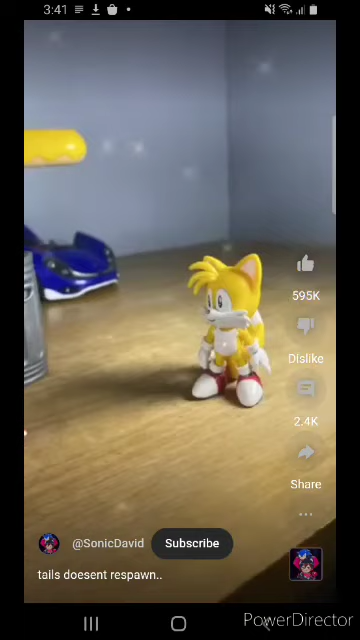 3:41
595K
Dislike
2.4K
Share
@SonicDavid Subscribe
tails doesent respawn..
PowerDirector